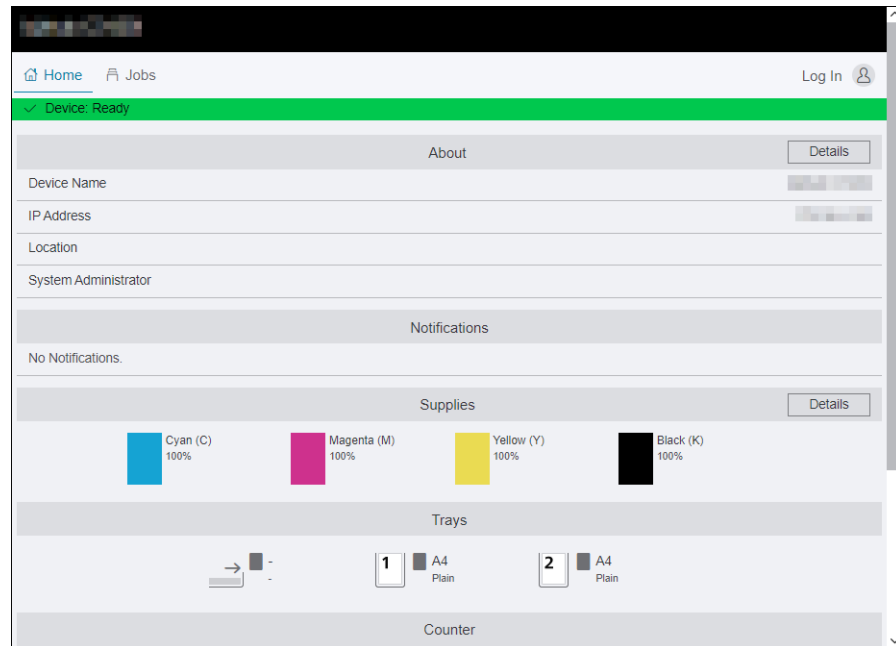 Home Jobs Log In
Device: Ready
About Details
Device Name
IP Address
Location
System Administrator
Notifications
No Notifications.
Supplies Details
Cyan (C) Magenta (M) Yellow (Y) Black (K)
100% 100% 100% 100%
Trays
- 1 A4 2 A4
- Plain Plain
Counter